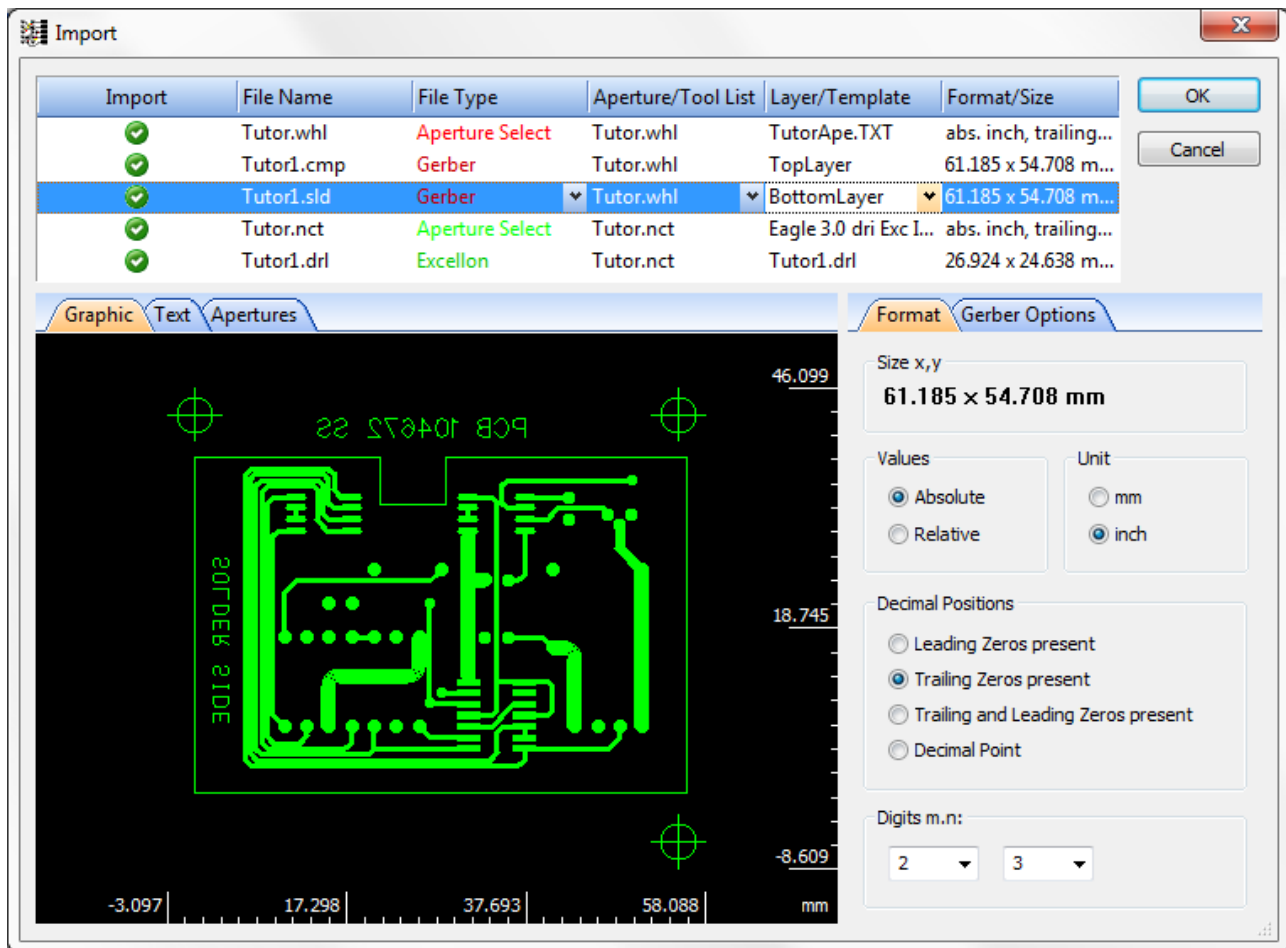 Import
Import File Name File Type Aperture/Tool List Layer/Template Format/Size
Tutor.whl Aperture Select Tutor.whl TutorApe.TXT abs. inch, trailing...
Tutor1.cmp Gerber Tutor.whl TopLayer 61.185 x 54.708 m...
Tutor1.sld Gerber Tutor.whl BottomLayer 61.185 x 54.708 m...
Tutor.nct Aperture Select Tutor.nct Eagle 3.0 dri Exc I... abs. inch, trailing...
Tutor1.drl Excellon Tutor.nct Tutor1.drl 26.924 x 24.638 m...
OK
Cancel
Graphic Text Apertures
PCB 104672 SS
SOLDER SIDE
46.099
18.745
-8.609
-3.097 17.298 37.693 58.088 mm
Format Gerber Options
Size x,y
61.185 x 54.708 mm
Values
Absolute
Relative
Unit
mm
inch
Decimal Positions
Leading Zeros present
Trailing Zeros present
Trailing and Leading Zeros present
Decimal Point
Digits m.n:
2 3